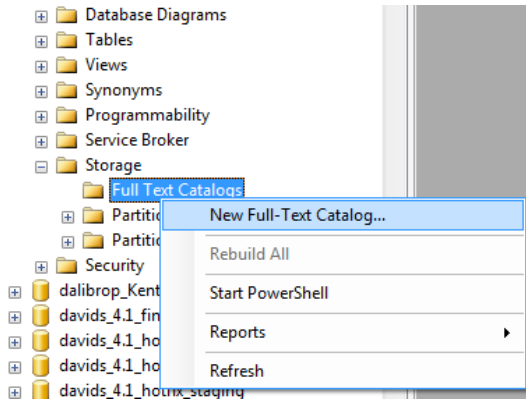 Database Diagrams
Tables
Views
Synonyms
Programmability
Service Broker
Storage
Full Text Catalogs
New Full-Text Catalog...
Rebuild All
Start PowerShell
Reports
Refresh
Security
dalibrop_Kent
davids_4.1_fin
davids_4.1_ho
davids_4.1_ho
davids_4.1_hotfix_staging